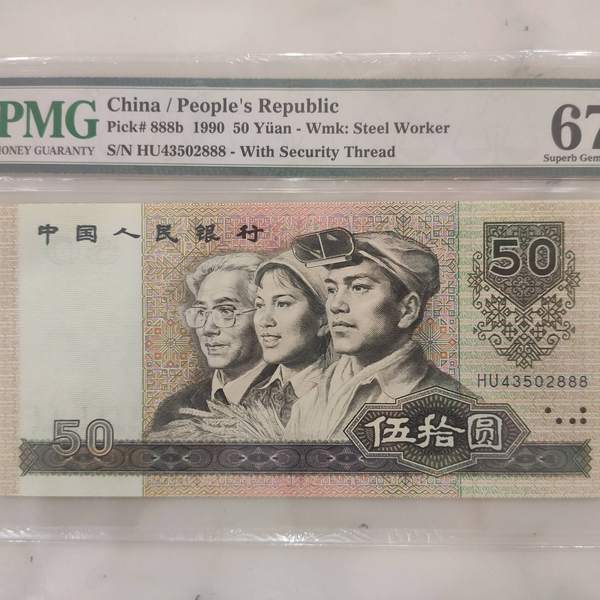 PMG
MONEY GUARANTY
China / People's Republic
Pick# 888b 1990 50 Yüan - Wmk: Steel Worker
S/N HU43502888 - With Security Thread
67
Superb Gem
中国人民银行
50
HU43502888
50
伍拾圆